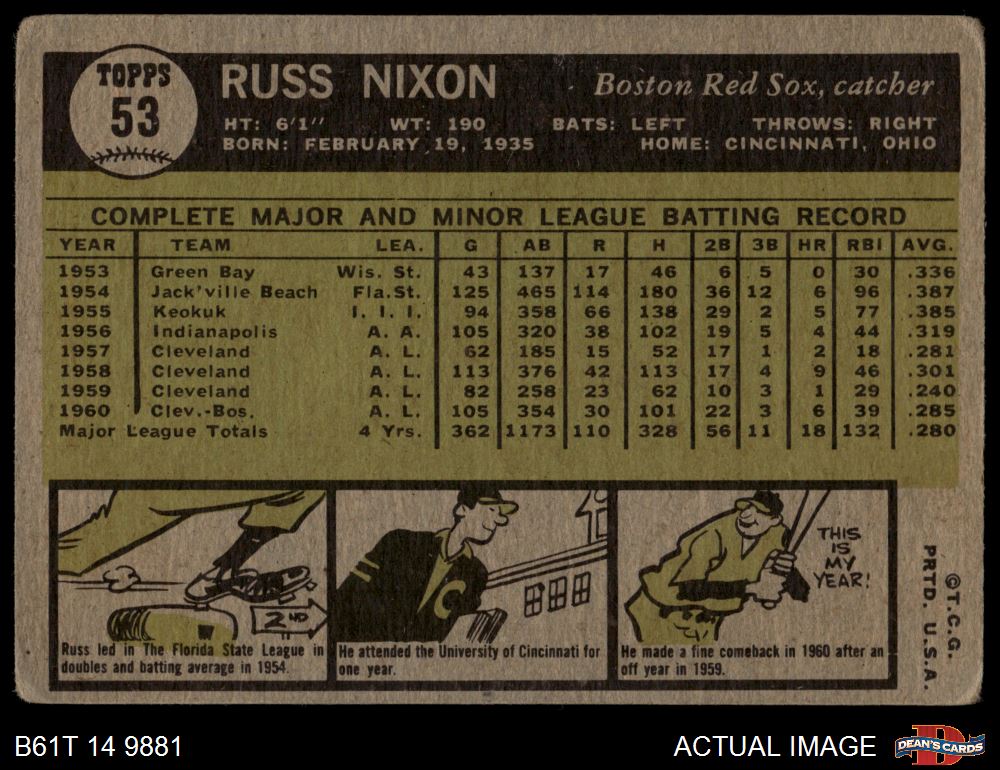 TOPPS
53
RUSS NIXON
Boston Red Sox, catcher
HT: 6'1" WT: 190 BATS: LEFT THROWS: RIGHT
BORN: FEBRUARY 19, 1935 HOME: CINCINNATI, OHIO
COMPLETE MAJOR AND MINOR LEAGUE BATTING RECORD
YEAR TEAM LEA. G AB R H 2B 3B HR RBI AVG.
1953 Green Bay Wis. St. 43 137 17 46 6 5 0 30 .336
1954 Jack'ville Beach Fla.St. 125 465 114 180 36 12 6 96 .387
1955 Keokuk I. I. I. 94 358 66 138 29 2 5 77 .385
1956 Indianapolis A. A. 105 320 38 102 19 5 4 44 .319
1957 Cleveland A. L. 62 185 15 52 17 1 2 18 .281
1958 Cleveland A. L. 113 376 42 113 17 4 9 46 .301
1959 Cleveland A. L. 82 258 23 62 10 3 1 29 .240
1960 Clev.-Bos. A. L. 105 354 30 101 22 3 6 39 .285
Major League Totals 4 Yrs. 362 1173 110 328 56 11 18 132 .280
2ND
Russ led in The Florida State League in
doubles and batting average in 1954.
C
He attended the University of Cincinnati for
one year.
THIS
IS
MY
YEAR!
He made a fine comeback in 1960 after an
off year in 1959.
©T.C.G.
PRTD. U.S.A.
B61T 14 9881
ACTUAL IMAGE
DEAN'S CARDS